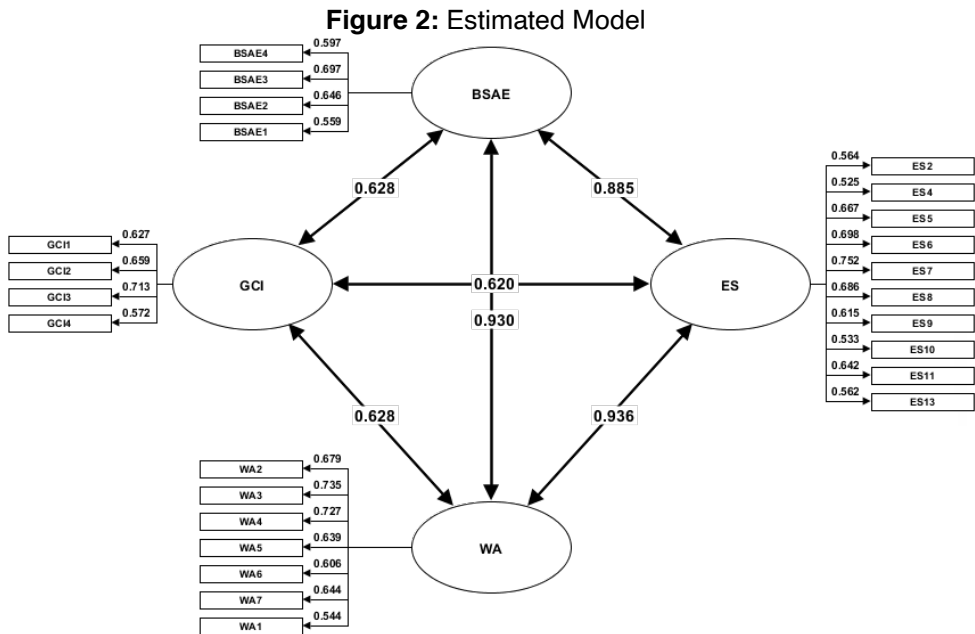 Figure 2: Estimated Model
BSAE4 0.597
BSAE3 0.697
BSAE2 0.646
BSAE1 0.559
BSAE
0.628
0.885
GCI1 0.627
GCI2 0.659
GCI3 0.713
GCI4 0.572
GCI
0.620
0.930
ES
0.564 ES2
0.525 ES4
0.667 ES5
0.698 ES6
0.752 ES7
0.686 ES8
0.615 ES9
0.533 ES10
0.642 ES11
0.562 ES13
0.628
0.936
WA2 0.679
WA3 0.735
WA4 0.727
WA5 0.639
WA6 0.606
WA7 0.644
WA1 0.544
WA